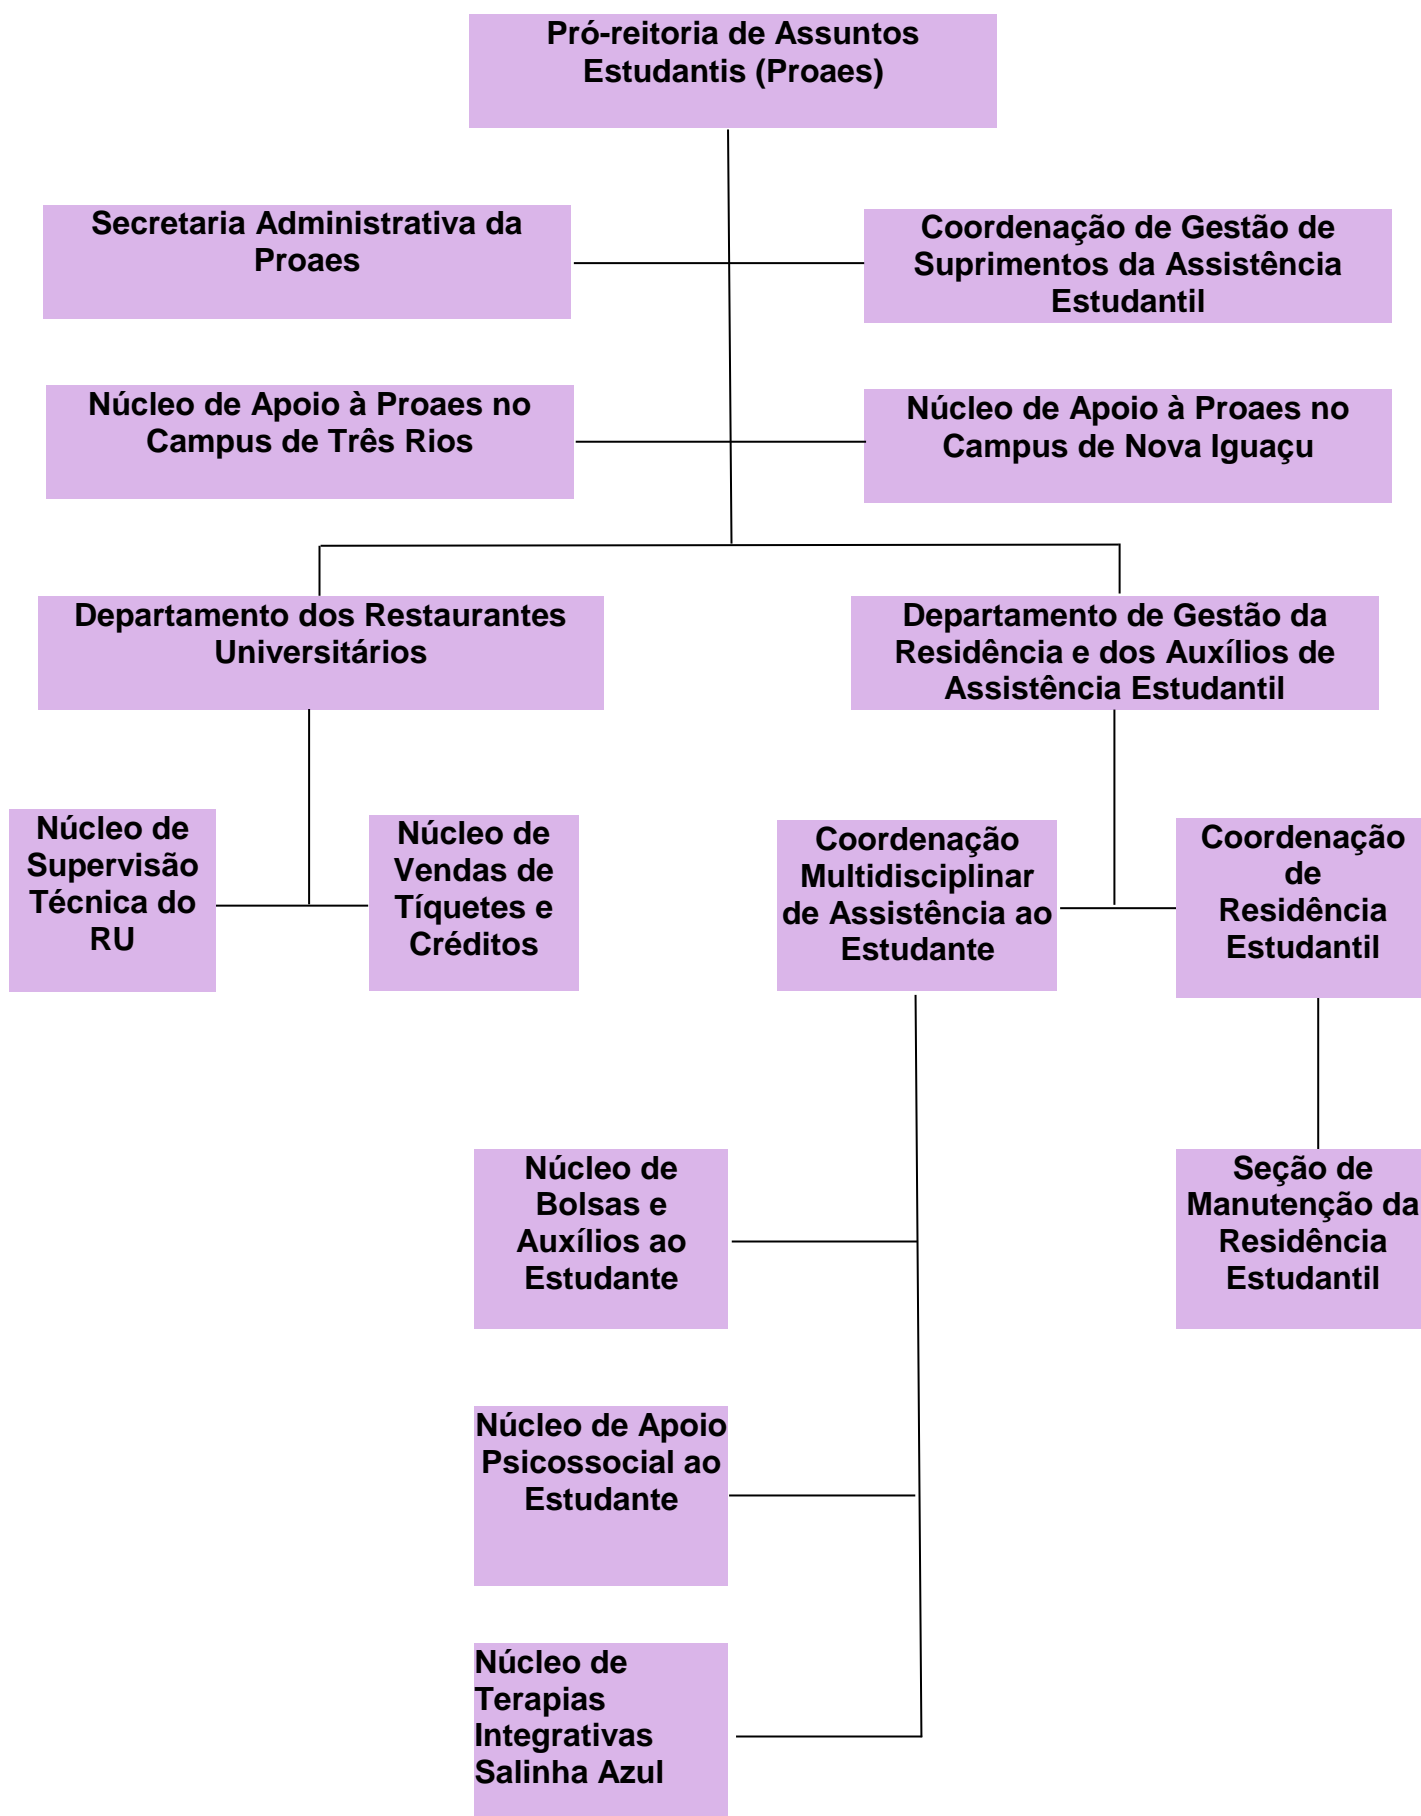 Pró-reitoria de Assuntos
Estudantis (Proaes)
Secretaria Administrativa da
Proaes
Coordenação de Gestão de
Suprimentos da Assistência
Estudantil
Núcleo de Apoio à Proaes no
Campus de Três Rios
Núcleo de Apoio à Proaes no
Campus de Nova Iguaçu
Departamento dos Restaurantes
Universitários
Departamento de Gestão da
Residência e dos Auxílios de
Assistência Estudantil
Núcleo de
Supervisão
Técnica do
RU
Núcleo de
Vendas de
Tíquetes e
Créditos
Coordenação
Multidisciplinar
de Assistência ao
Estudante
Coordenação
de
Residência
Estudantil
Núcleo de
Bolsas e
Auxílios ao
Estudante
Seção de
Manutenção da
Residência
Estudantil
Núcleo de Apoio
Psicossocial ao
Estudante
Núcleo de
Terapias
Integrativas
Salinha Azul